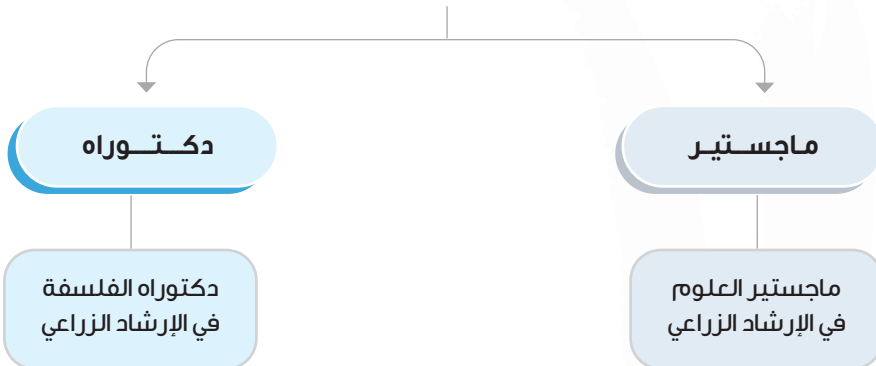 ماجستير
دكتوراه
ماجستير العلوم
في الإرشاد الزراعي
دكتوراه الفلسفة
في الإرشاد الزراعي